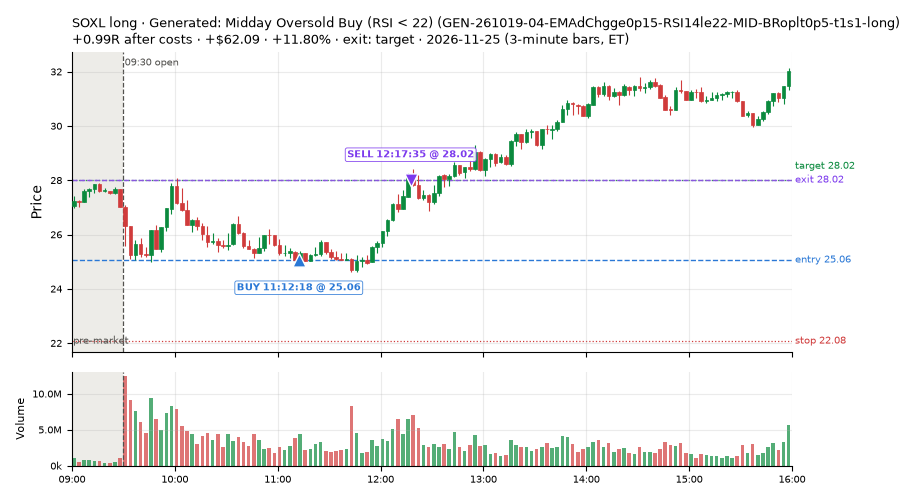 SOXL long · Generated: Midday Oversold Buy (RSI < 22) (GEN-261019-04-EMAdChgge0p15-RSI14le22-MID-BRoplt0p5-t1s1-long)
+0.99R after costs · +$62.09 · +11.80% · exit: target · 2026-11-25 (3-minute bars, ET)
09:30 open
32
30
28
26
24
22
Price
SELL 12:17:35 @ 28.02
BUY 11:12:18 @ 25.06
target 28.02
exit 28.02
entry 25.06
stop 22.08
pre-market
10.0M
5.0M
0k
Volume
09:00
10:00
11:00
12:00
13:00
14:00
15:00
16:00